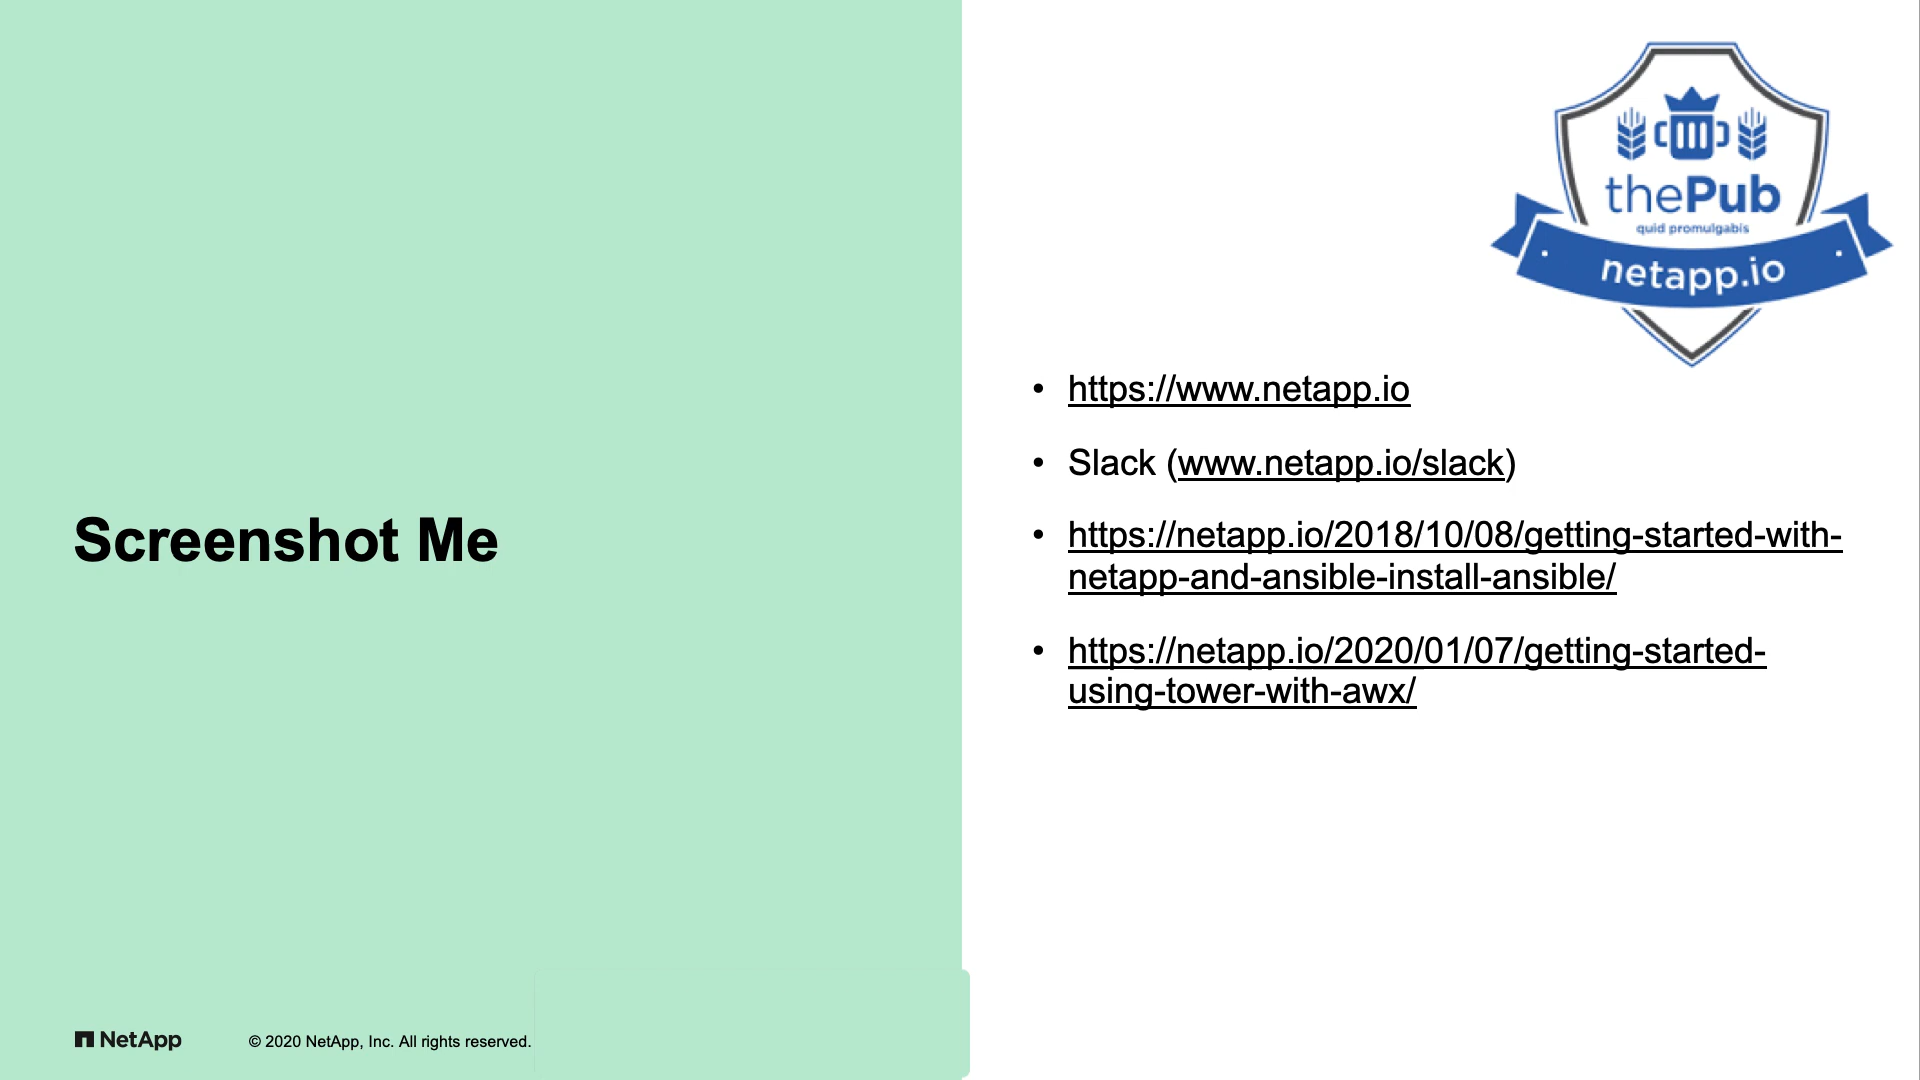 thePub
quid promulgabis
netapp.io
• https://www.netapp.io
• Slack (www.netapp.io/slack)
• https://netapp.io/2018/10/08/getting-started-with-
netapp-and-ansible-install-ansible/
• https://netapp.io/2020/01/07/getting-started-
using-tower-with-awx/
Screenshot Me
NetApp
© 2020 NetApp, Inc. All rights reserved.